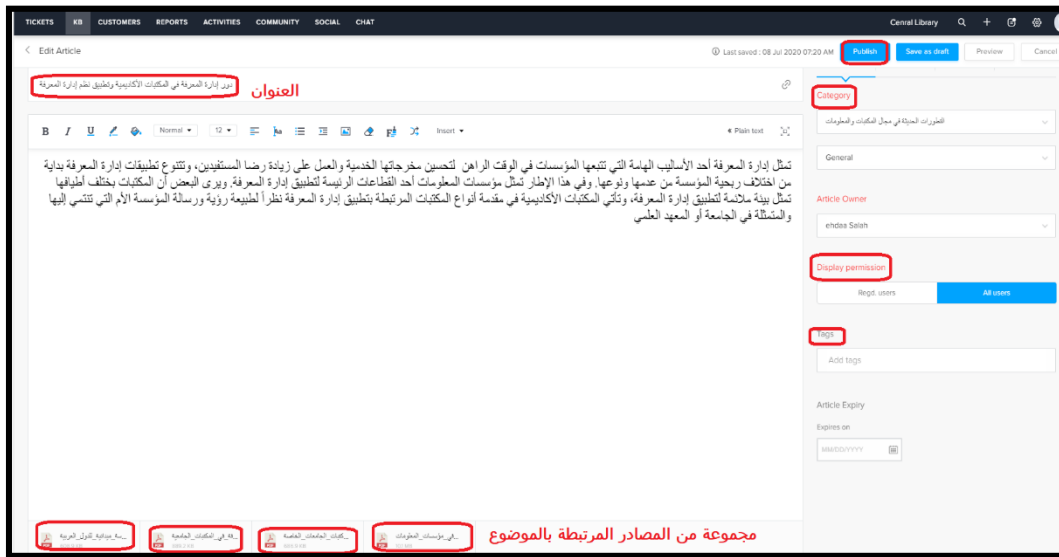 TICKETS KB CUSTOMERS REPORTS ACTIVITIES COMMUNITY SOCIAL CHAT Cenral Library
Edit Article Last saved : 08 Jul 2020 07:20 AM Publish Save as draft Preview Cancel
دور إدارة المعرفة في المكتبات الأكاديمية وتطبيق نظم إدارة المعرفة
العنوان
B I U Normal 12 Insert Plain text
تمثل إدارة المعرفة أحد الأساليب الهامة التي تتبعها المؤسسات في الوقت الراهن لتحسين مخرجاتها الخدمية والعمل على زيادة رضا المستفيدين، وتتنوع تطبيقات إدارة المعرفة بداية
من اختلاف ربحية المؤسسة من عدمها ونوعها. وفي هذا الإطار تمثل مؤسسات المعلومات أحد القطاعات الرئيسة لتطبيق إدارة المعرفة. ويرى البعض أن المكتبات بختلف أطيافها
تمثل بيئة ملائمة لتطبيق إدارة المعرفة، وتأتي المكتبات الأكاديمية في مقدمة أنواع المكتبات المرتبطة بتطبيق إدارة المعرفة نظراً لطبيعة رؤية ورسالة المؤسسة الأم التي تنتمي إليها
والمتمثلة في الجامعة أو المعهد العلمي
Category
التطورات الحديثة في مجال المكتبات والمعلومات
General
Article Owner
ehdaa Salah
Display permission
Regd. users All users
Tags
Add tags
Article Expiry
Expires on
MM/DD/YYYY
_سة_ميدانية_للدول_العربية
_فة_في_المكتبات_الجامعية
_كتبات_الجامعات_الخاصة
_في_مؤسسات_المعلومات
مجموعة من المصادر المرتبطة بالموضوع